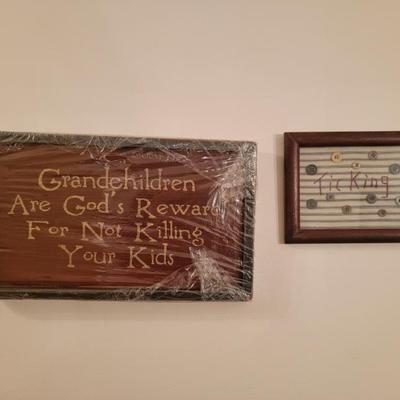 Grandchildren
Are God's Reward
For Not Killing
Your Kids
Ticking